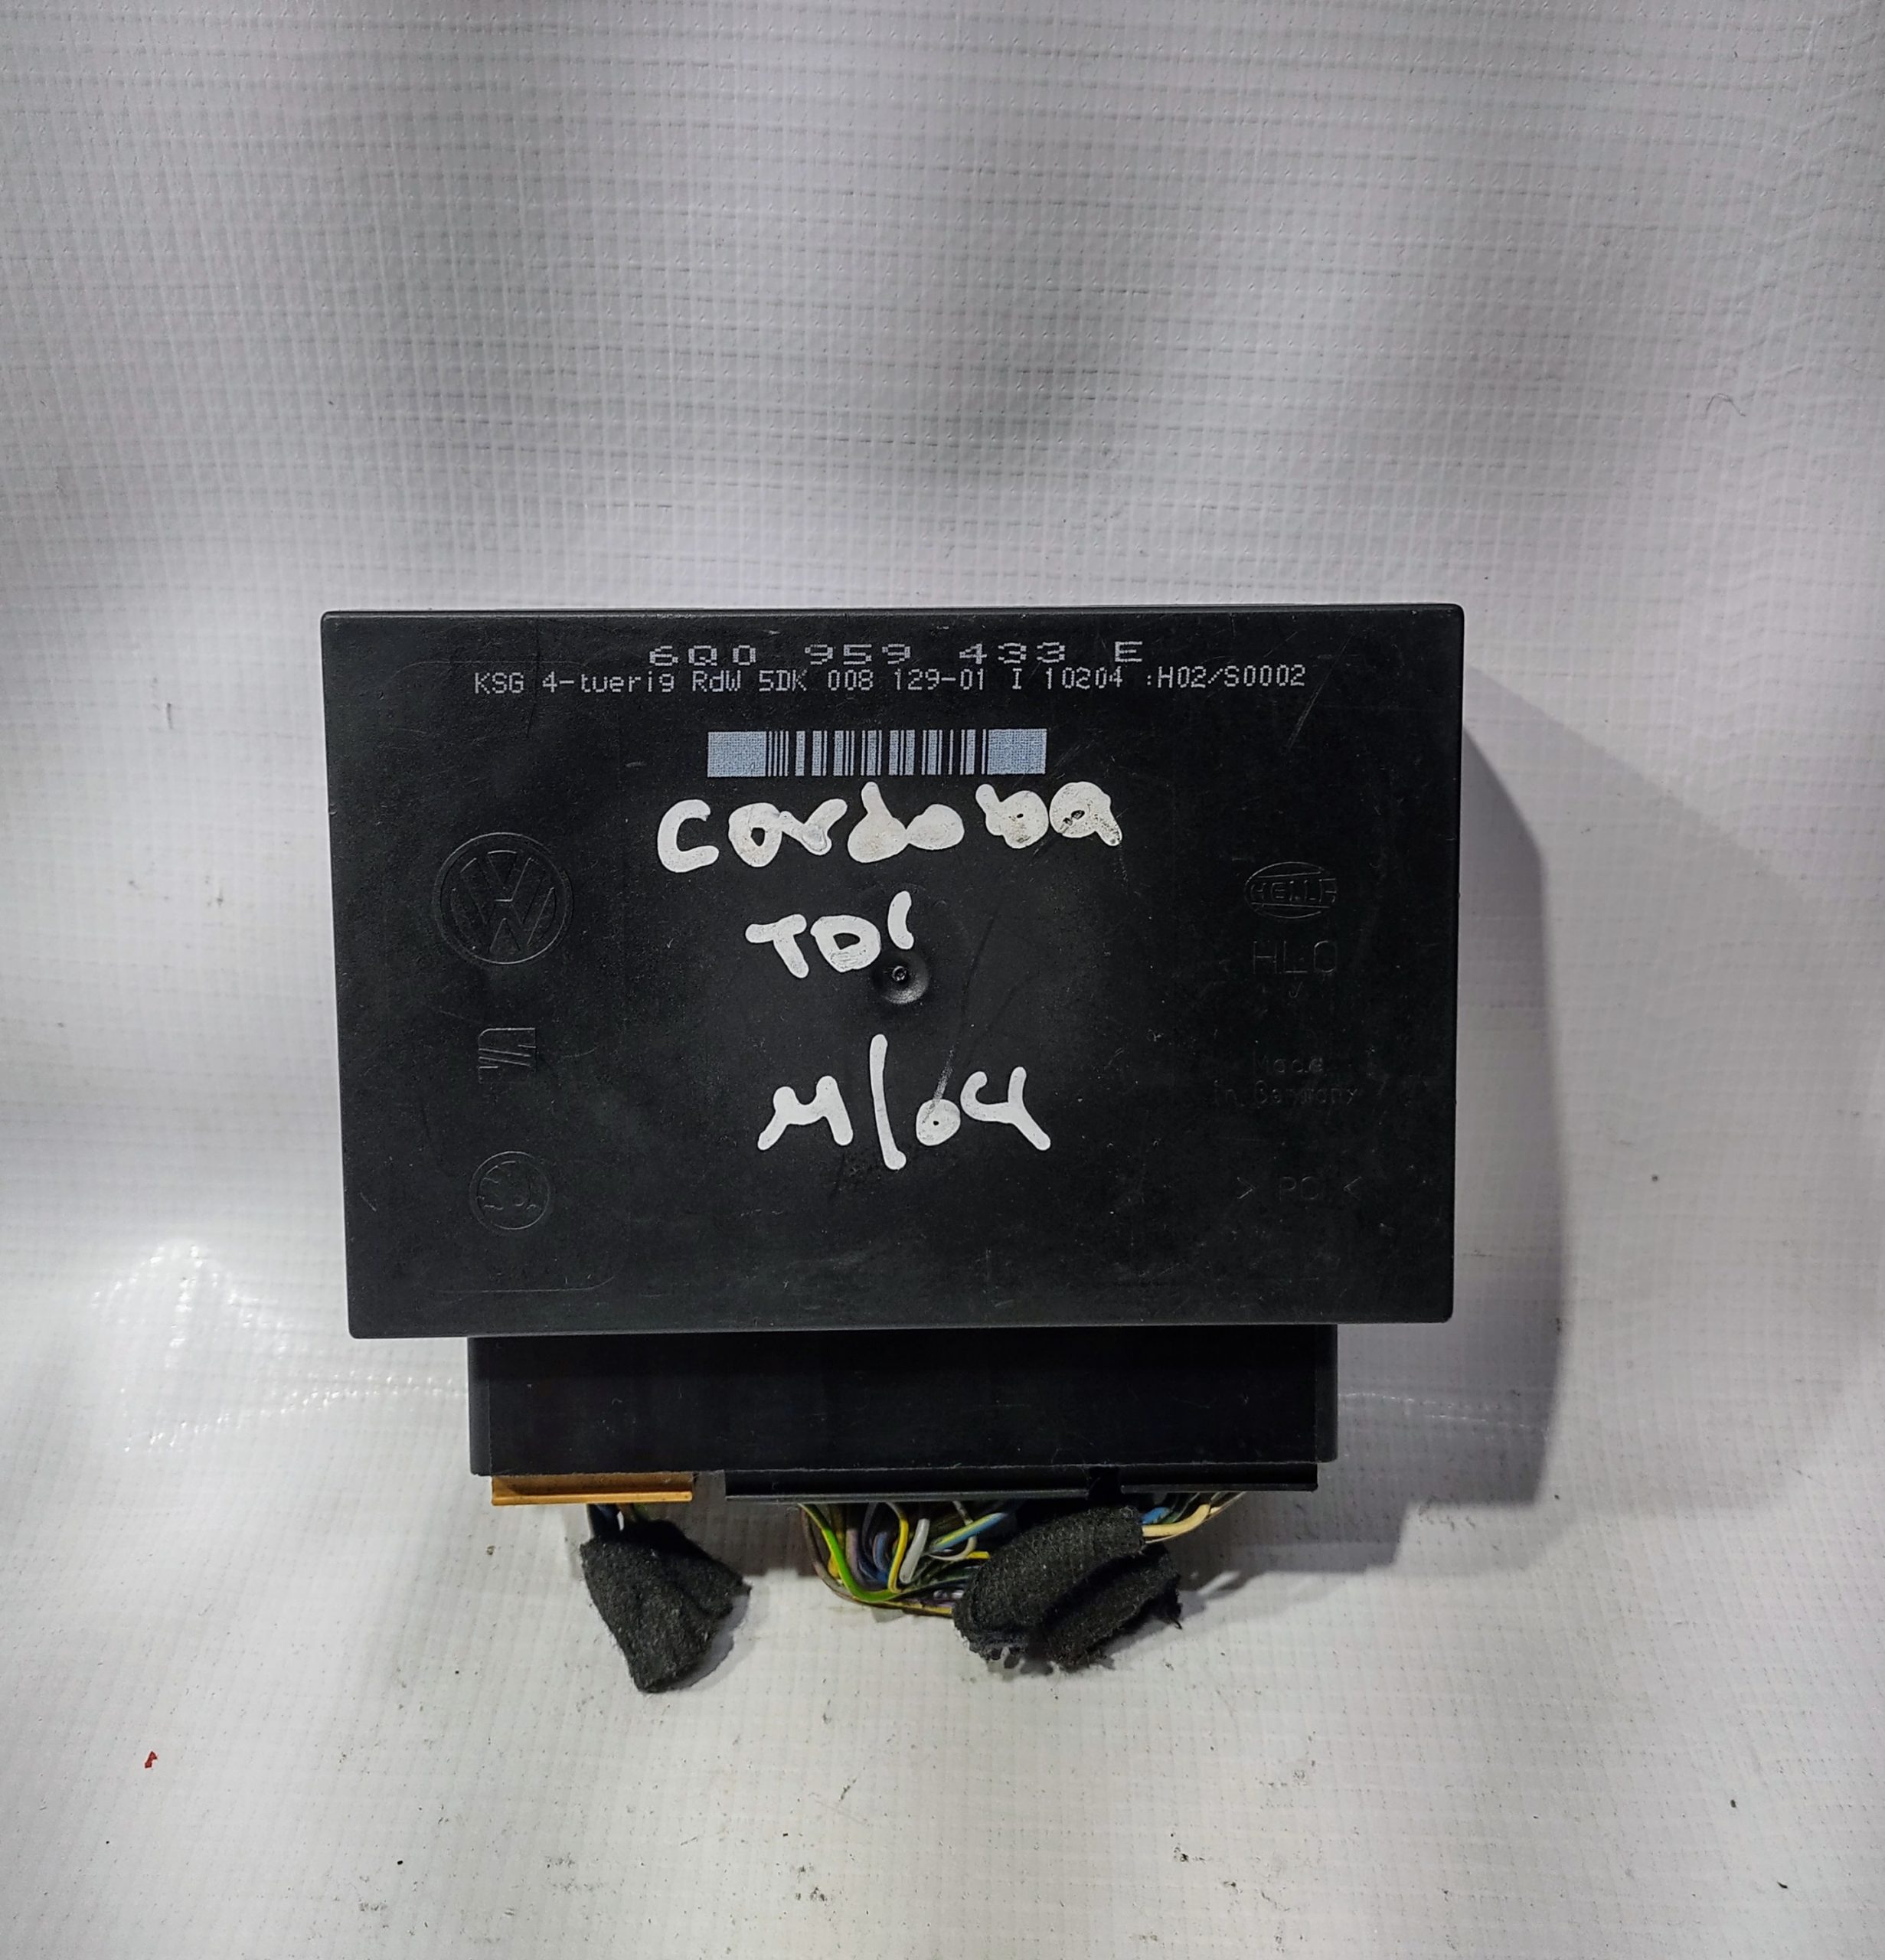 6Q0 959 433 E
KSG 4-tuerig RdW 5DK 008 129-01 I 10204 :H02/S0002
Cordoba
TDi
HELLA
HLO
M/04
Made
in Germany